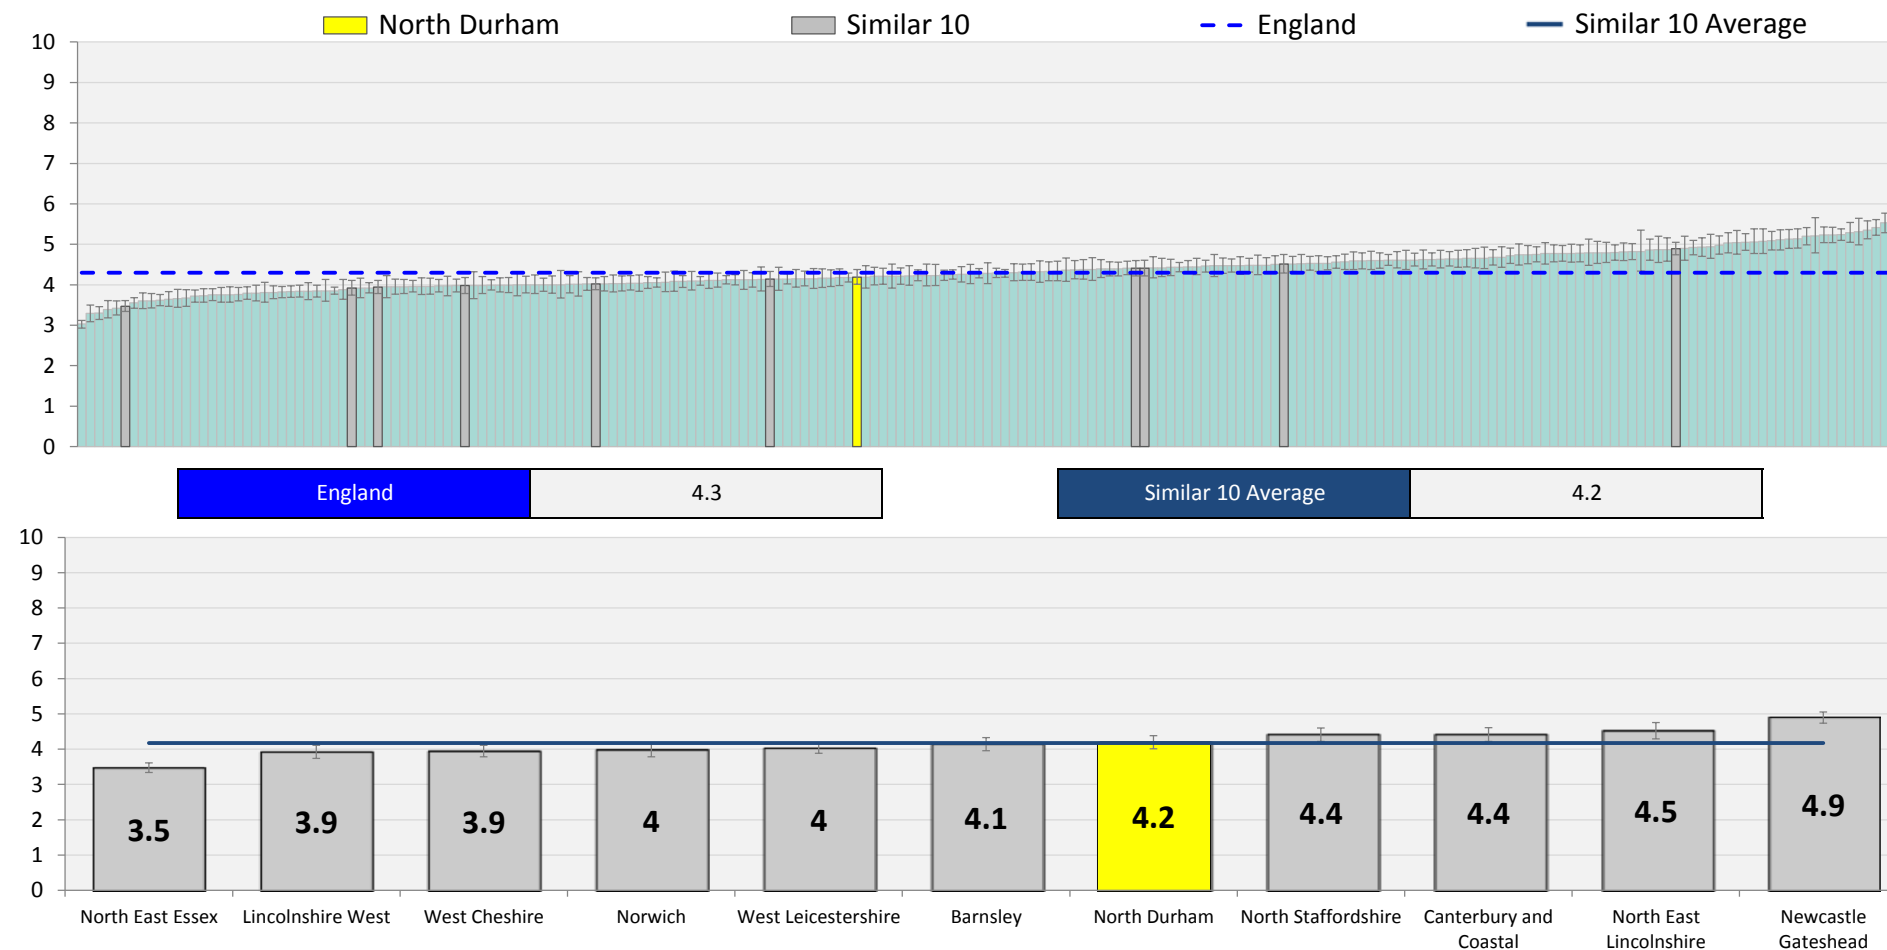 North Durham
Similar 10
England
Similar 10 Average
10
9
8
7
6
5
4
3
2
1
0
England
4.3
Similar 10 Average
4.2
10
9
8
7
6
5
4
3
2
1
0
3.5
3.9
3.9
4
4
4.1
4.2
4.4
4.4
4.5
4.9
North East Essex
Lincolnshire West
West Cheshire
Norwich
West Leicestershire
Barnsley
North Durham
North Staffordshire
Canterbury and
Coastal
North East
Lincolnshire
Newcastle
Gateshead